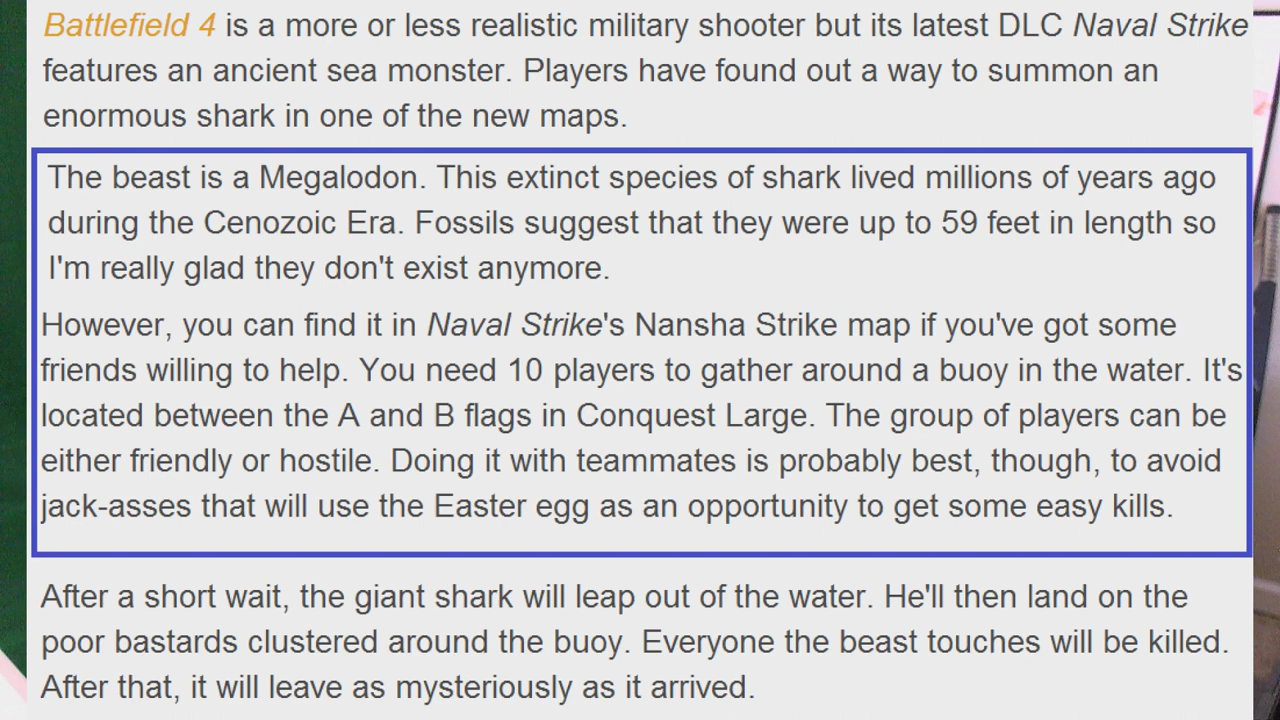 Battlefield 4 is a more or less realistic military shooter but its latest DLC Naval Strike
features an ancient sea monster. Players have found out a way to summon an
enormous shark in one of the new maps.
The beast is a Megalodon. This extinct species of shark lived millions of years ago
during the Cenozoic Era. Fossils suggest that they were up to 59 feet in length so
I'm really glad they don't exist anymore.
However, you can find it in Naval Strike's Nansha Strike map if you've got some
friends willing to help. You need 10 players to gather around a buoy in the water. It's
located between the A and B flags in Conquest Large. The group of players can be
either friendly or hostile. Doing it with teammates is probably best, though, to avoid
jack-asses that will use the Easter egg as an opportunity to get some easy kills.
After a short wait, the giant shark will leap out of the water. He'll then land on the
poor bastards clustered around the buoy. Everyone the beast touches will be killed.
After that, it will leave as mysteriously as it arrived.